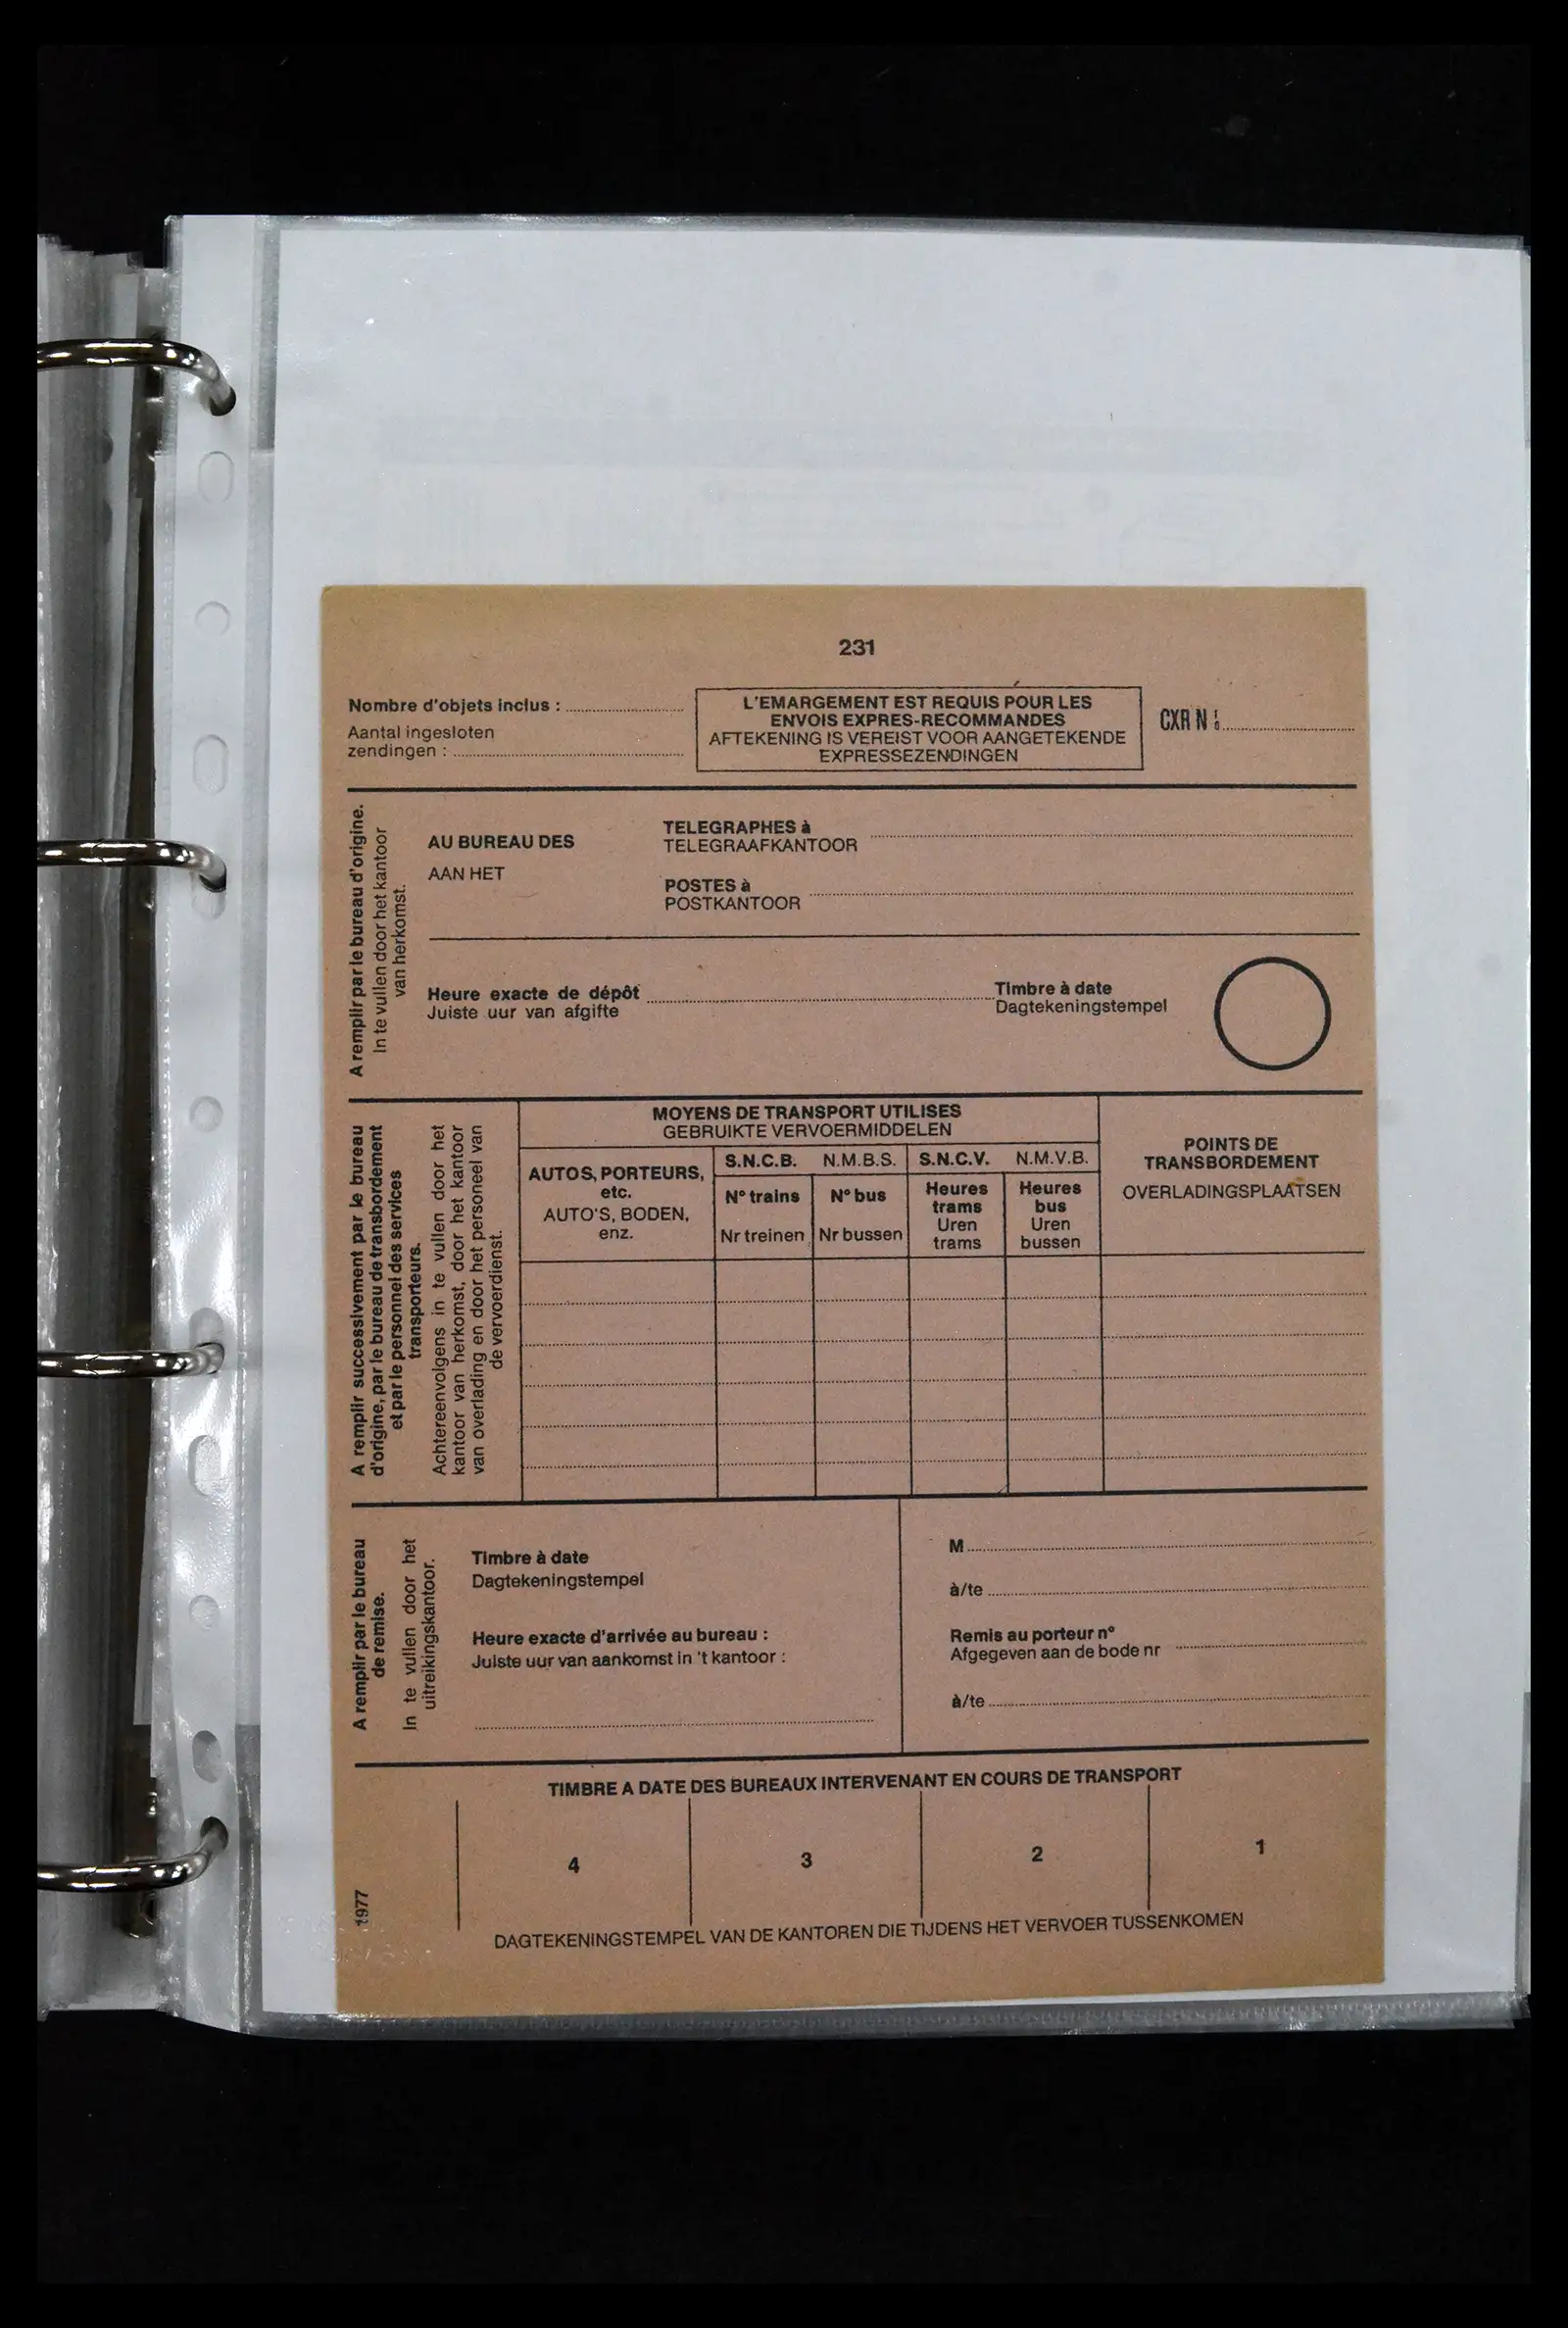 231
Nombre d'objets inclus :
Aantal ingesloten
zendingen :
L'EMARGEMENT EST REQUIS POUR LES
ENVOIS EXPRES-RECOMMANDES
AFTEKENING IS VEREIST VOOR AANGETEKENDE
EXPRESSEZENDINGEN
CXR N
A remplir par le bureau d'origine.
In te vullen door het kantoor
van herkomst.
AU BUREAU DES
AAN HET
TELEGRAPHES à
TELEGRAAFKANTOOR
POSTES à
POSTKANTOOR
Heure exacte de dépôt
Juiste uur van afgifte
Timbre à date
Dagtekeningstempel
A remplir successivement par le bureau
d'origine, par le bureau de transbordement
et par le personnel des services
transporteurs.
Achtereenvolgens in te vullen door het
kantoor van herkomst, door het kantoor
van overlading en door het personeel van
de vervoerdienst.
MOYENS DE TRANSPORT UTILISES
GEBRUIKTE VERVOERMIDDELEN
AUTOS, PORTEURS,
etc.
AUTO'S, BODEN,
enz.
S.N.C.B. N.M.B.S.
S.N.C.V. N.M.V.B.
N° trains
Nr treinen
N° bus
Nr bussen
Heures
trams
Uren
trams
Heures
bus
Uren
bussen
POINTS DE
TRANSBORDEMENT
OVERLADINGSPLAATSEN
A remplir par le bureau
de remise.
In te vullen door het
uitreikingskantoor.
Timbre à date
Dagtekeningstempel
Heure exacte d'arrivée au bureau :
Juiste uur van aankomst in 't kantoor :
M
à/te
Remis au porteur n°
Afgegeven aan de bode nr
à/te
TIMBRE A DATE DES BUREAUX INTERVENANT EN COURS DE TRANSPORT
4
3
2
1
DAGTEKENINGSTEMPEL VAN DE KANTOREN DIE TIJDENS HET VERVOER TUSSENKOMEN
1977